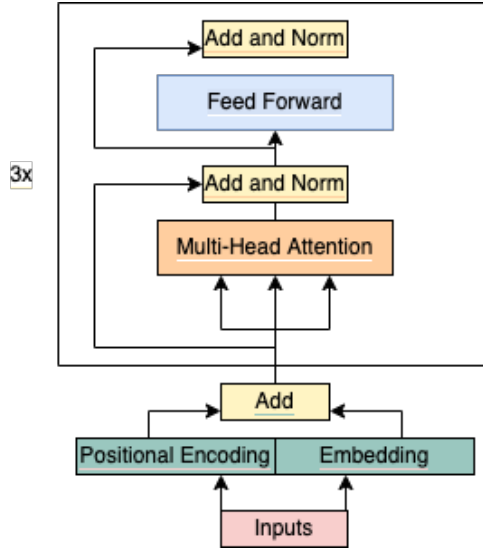 Add and Norm
Feed Forward
3x
Add and Norm
Multi-Head Attention
Add
Positional Encoding
Embedding
Inputs